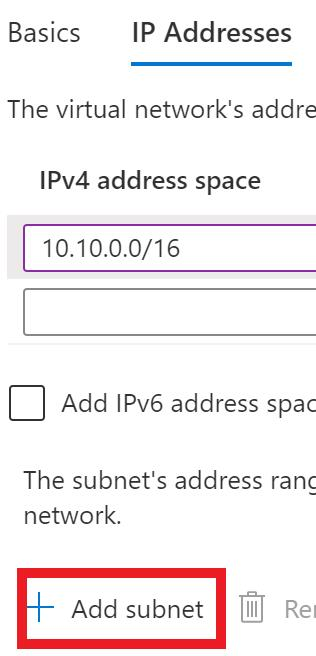 Basics IP Addresses
The virtual network's addre
IPv4 address space
10.10.0.0/16
Add IPv6 address spac
The subnet's address rang
network.
+ Add subnet Re